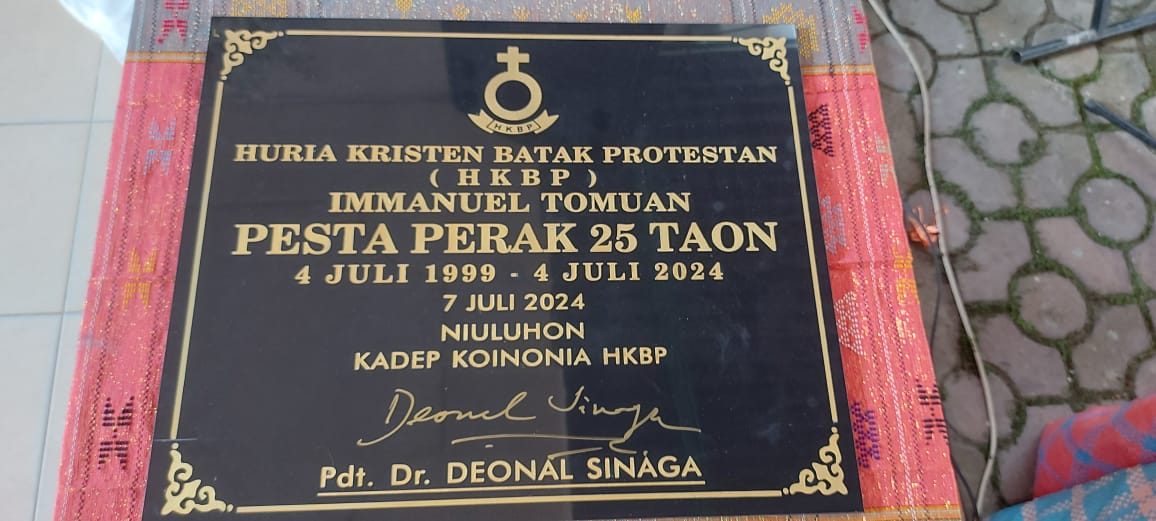 HKBP
HURIA KRISTEN BATAK PROTESTAN
( H K B P )
IMMANUEL TOMUAN
PESTA PERAK 25 TAON
4 JULI 1999 - 4 JULI 2024
7 JULI 2024
NIULUHON
KADEP KOINONIA HKBP
Deonal Sinaga
Pdt. Dr. DEONAL SINAGA